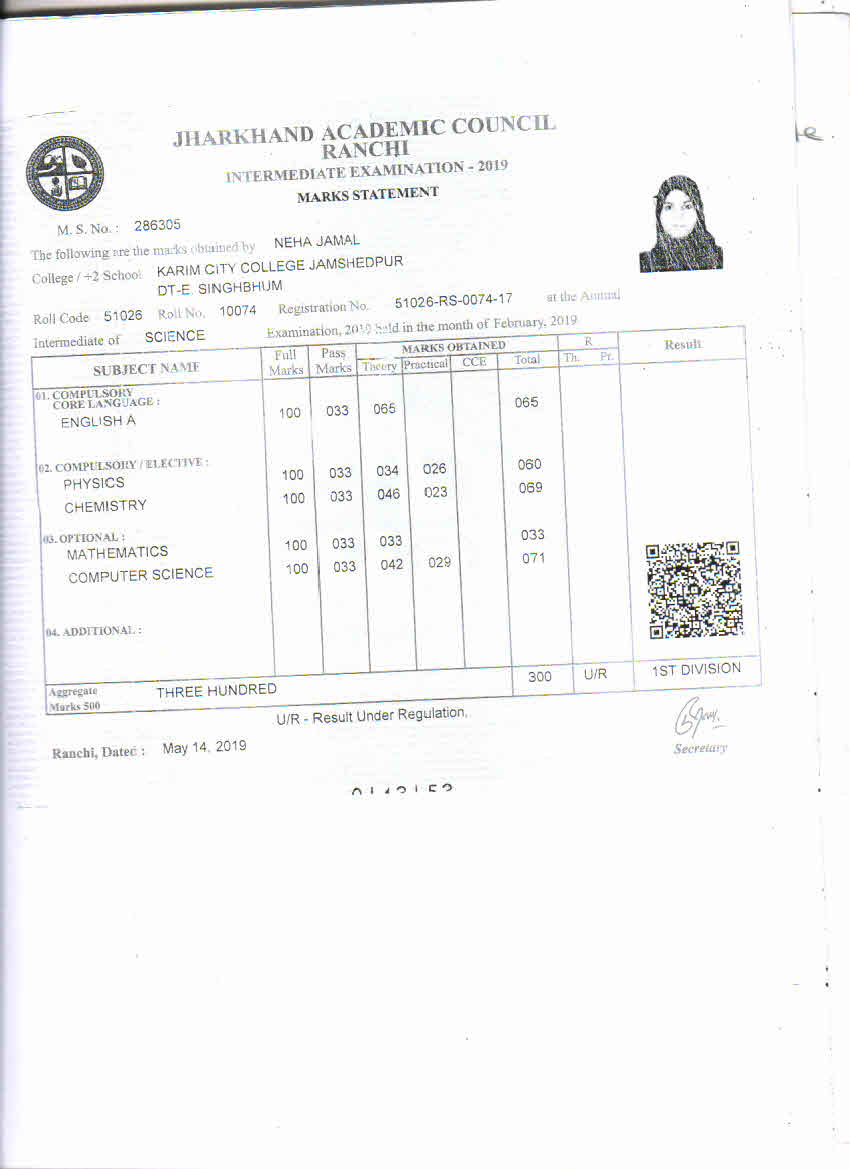 JHARKHAND ACADEMIC COUNCIL
RANCHI
INTERMEDIATE EXAMINATION - 2019
MARKS STATEMENT
M. S. No. : 286305
The following are the marks obtained by NEHA JAMAL
College / +2 School KARIM CITY COLLEGE JAMSHEDPUR
DT-E. SINGHBHUM
Roll Code 51026 Roll No. 10074 Registration No. 51026-RS-0074-17 at the Annual
Intermediate of SCIENCE Examination, 2019 held in the month of February, 2019
SUBJECT NAME Full Marks Pass Marks MARKS OBTAINED R Result
Theory Practical CCE Total Th. Pr.
01. COMPULSORY
CORE LANGUAGE :
ENGLISH A 100 033 065 065
02. COMPULSORY / ELECTIVE :
PHYSICS 100 033 034 026 060
CHEMISTRY 100 033 046 023 069
03. OPTIONAL :
MATHEMATICS 100 033 033 033
COMPUTER SCIENCE 100 033 042 029 071
04. ADDITIONAL :
Aggregate Marks 500 THREE HUNDRED 300 U/R 1ST DIVISION
U/R - Result Under Regulation.
Ranchi, Dated : May 14, 2019
Secretary